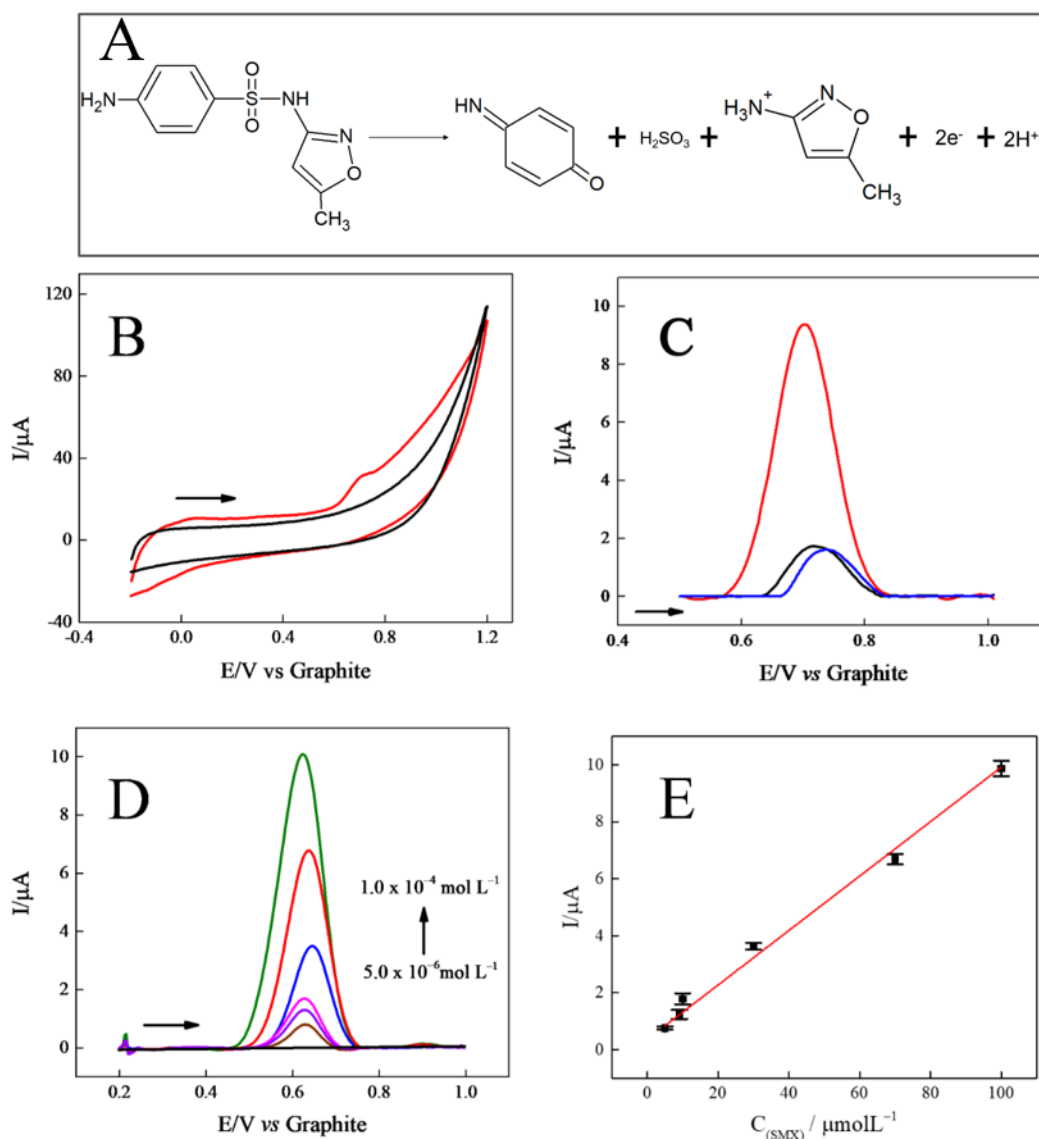 A
H₂N
O
S
O
NH
N
O
CH₃
HN
O
+
H₂SO₃
+
H₃N⁺
N
O
CH₃
+
2e⁻
+
2H⁺
B
I/μA
120
80
40
0
-40
-0.4
0.0
0.4
0.8
1.2
E/V vs Graphite
C
I/μA
10
8
6
4
2
0
0.4
0.6
0.8
1.0
E/V vs Graphite
D
I/μA
10
8
6
4
2
0
1.0 x 10⁻⁴ mol L⁻¹
5.0 x 10⁻⁶ mol L⁻¹
0.2
0.4
0.6
0.8
1.0
E/V vs Graphite
E
I/μA
10
8
6
4
2
0
0
20
40
60
80
100
C₍SMX₎ / μmolL⁻¹